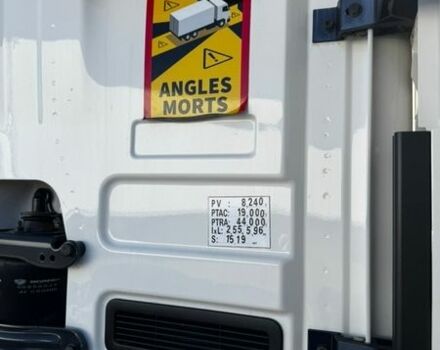 ANGLES
MORTS
PV : 8,240
PTAC: 19,000
PTRA: 44,000
LxL: 2,55 5,96
S: 15 19